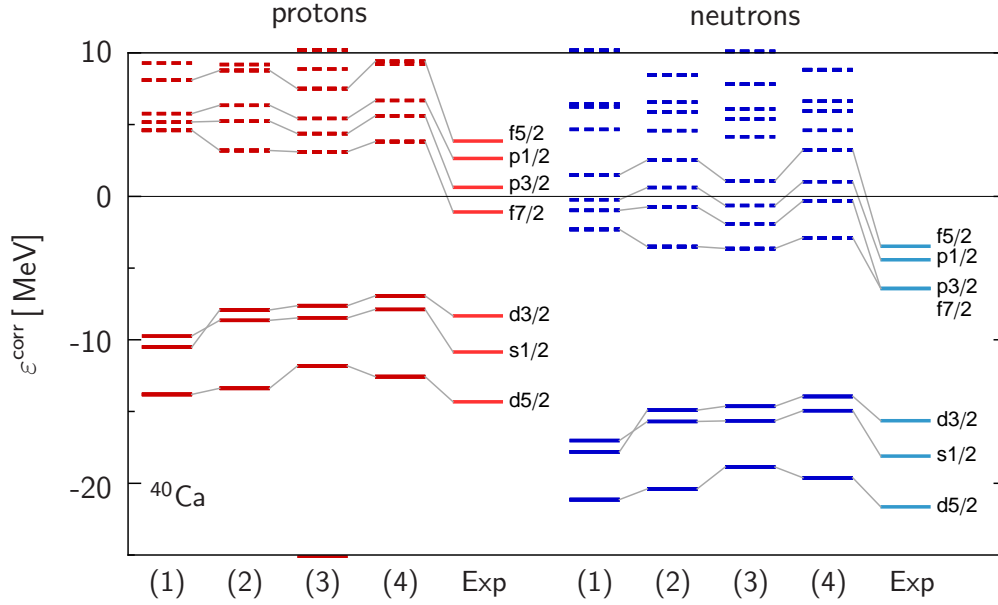 protons neutrons
10
0
-10
-20
εcorr [ MeV]
f5/2
p1/2
p3/2
f7/2
d3/2
s1/2
d5/2
f5/2
p1/2
p3/2
f7/2
d3/2
s1/2
d5/2
40Ca
(1) (2) (3) (4) Exp (1) (2) (3) (4) Exp